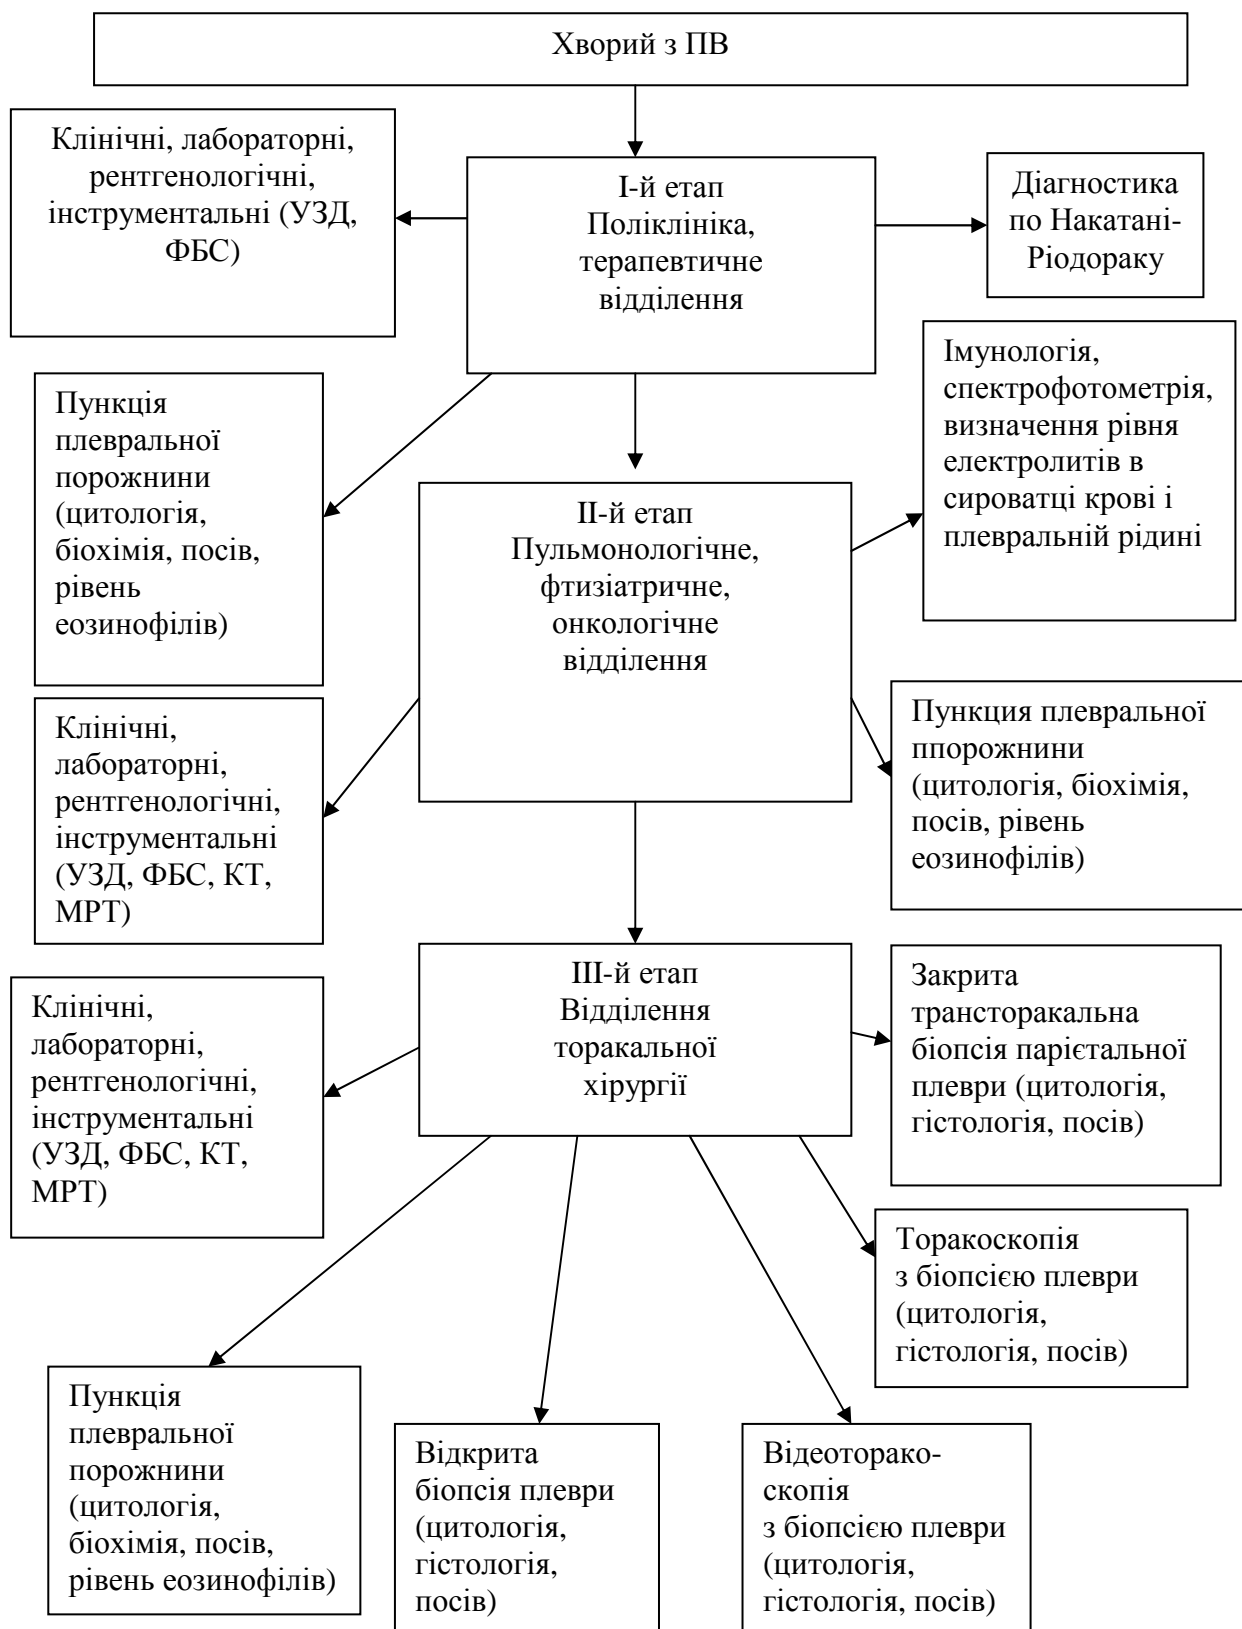 Хворий з ПВ
Клінічні, лабораторні,
рентгенологічні,
інструментальні (УЗД,
ФБС)
І-й етап
Поліклініка,
терапевтичне
відділення
Діагностика
по Накатані-
Ріодораку
Пункція
плевральної
порожнини
(цитологія,
біохімія, посів,
рівень
еозинофілів)
Імунологія,
спектрофотометрія,
визначення рівня
електролитів в
сироватці крові і
плевральній рідині
ІІ-й етап
Пульмонологічне,
фтизіатричне,
онкологічне
відділення
Клінічні,
лабораторні,
рентгенологічні,
інструментальні
(УЗД, ФБС, КТ,
МРТ)
Пункция плевральної
ппорожнини
(цитологія, біохімія,
посів, рівень
еозинофілів)
ІІІ-й етап
Відділення
торакальної
хірургії
Клінічні,
лабораторні,
рентгенологічні,
інструментальні
(УЗД, ФБС, КТ,
МРТ)
Закрита
трансторакальна
біопсія парієтальної
плеври (цитологія,
гістологія, посів)
Торакоскопія
з біопсією плеври
(цитологія,
гістологія, посів)
Пункція
плевральної
порожнини
(цитологія,
біохімія, посів,
рівень еозинофілів)
Відкрита
біопсія плеври
(цитологія,
гістологія,
посів)
Відеоторако-
скопія
з біопсією плеври
(цитологія,
гістологія, посів)